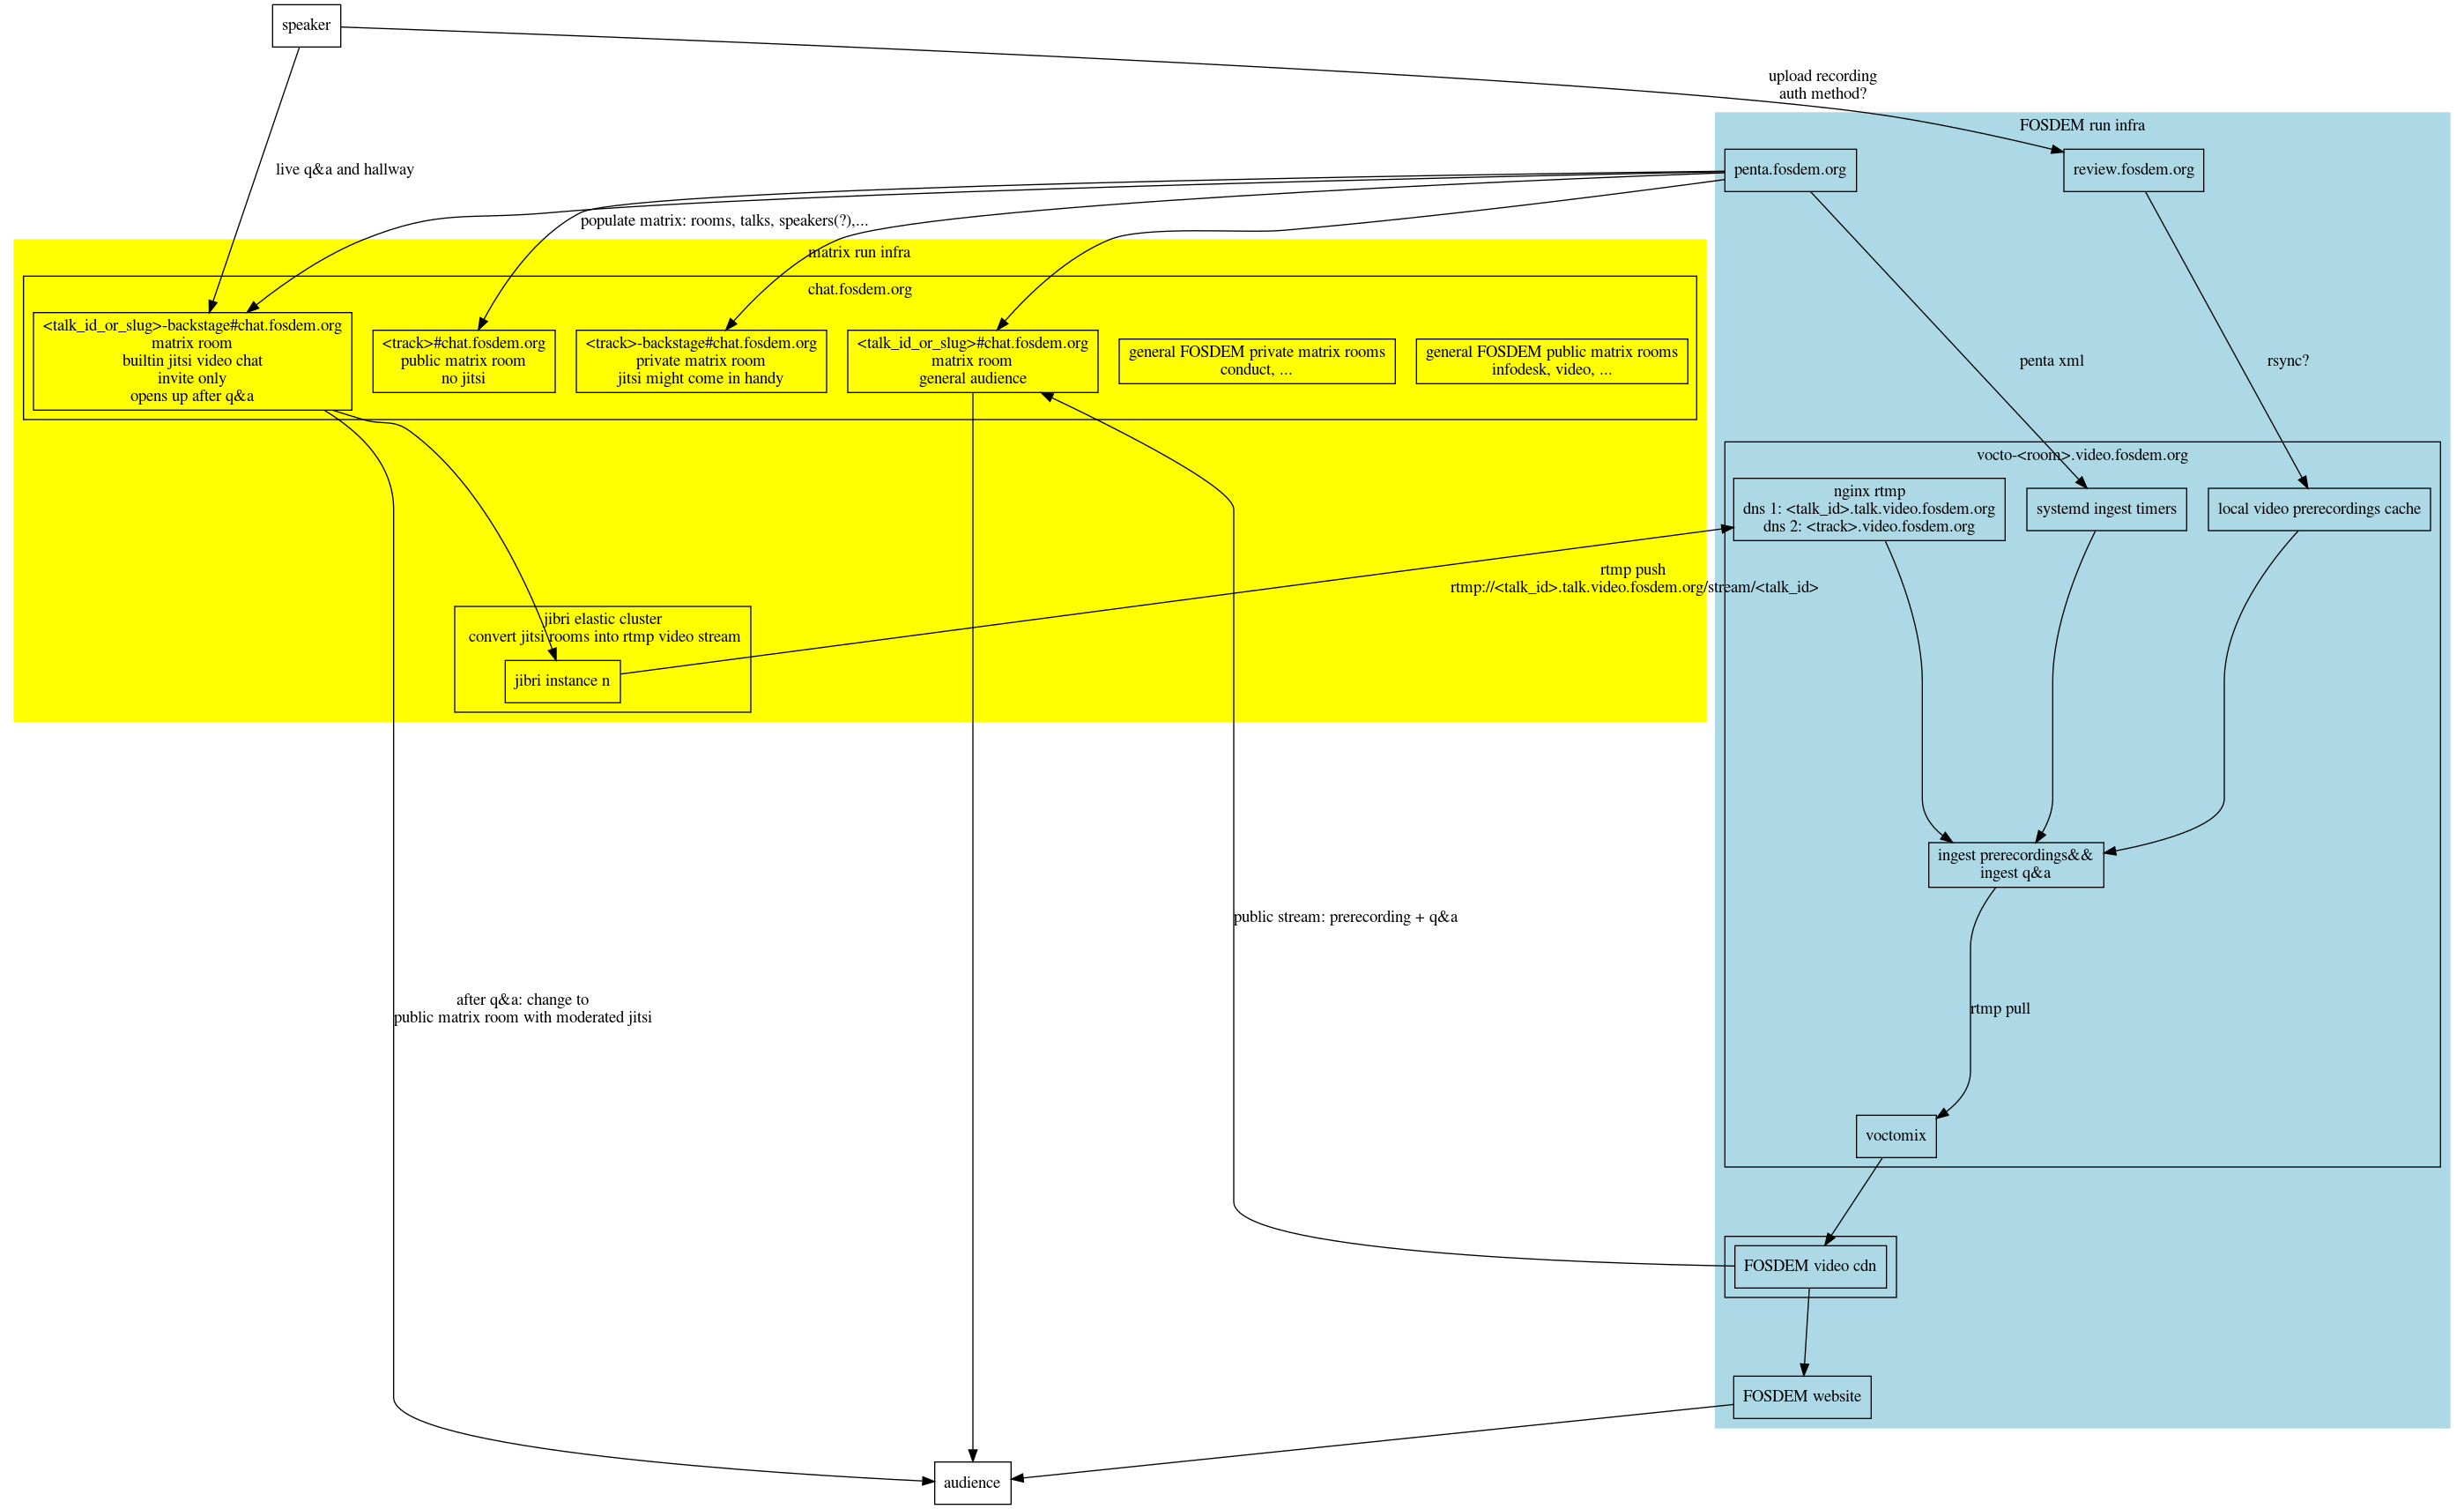 speaker
upload recording
auth method?
FOSDEM run infra
penta.fosdem.org
review.fosdem.org
live q&a and hallway
populate matrix: rooms, talks, speakers(?),...
matrix run infra
chat.fosdem.org
<talk_id_or_slug>-backstage#chat.fosdem.org
matrix room
builtin jitsi video chat
invite only
opens up after q&a
<track>#chat.fosdem.org
public matrix room
no jitsi
<track>-backstage#chat.fosdem.org
private matrix room
jitsi might come in handy
<talk_id_or_slug>#chat.fosdem.org
matrix room
general audience
general FOSDEM private matrix rooms
conduct, ...
general FOSDEM public matrix rooms
infodesk, video, ...
penta xml
rsync?
vocto-<room>.video.fosdem.org
nginx rtmp
dns 1: <talk_id>.talk.video.fosdem.org
dns 2: <track>.video.fosdem.org
systemd ingest timers
local video prerecordings cache
rtmp push
rtmp://<talk_id>.talk.video.fosdem.org/stream/<talk_id>
jibri elastic cluster
convert jitsi rooms into rtmp video stream
jibri instance n
ingest prerecordings&&
ingest q&a
public stream: prerecording + q&a
after q&a: change to
public matrix room with moderated jitsi
rtmp pull
voctomix
FOSDEM video cdn
FOSDEM website
audience